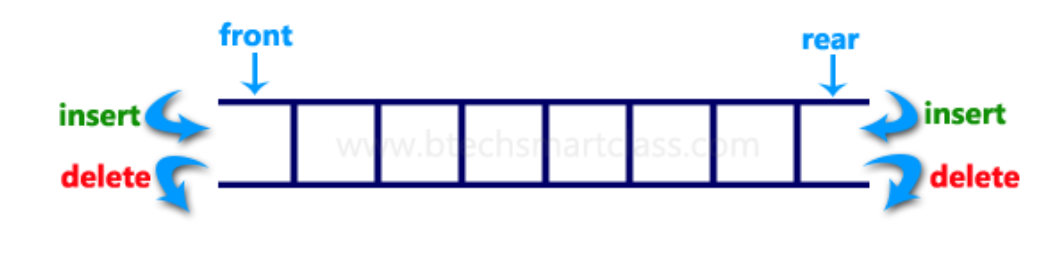 front
rear
insert
insert
www.btechsmartclass.com
delete
delete